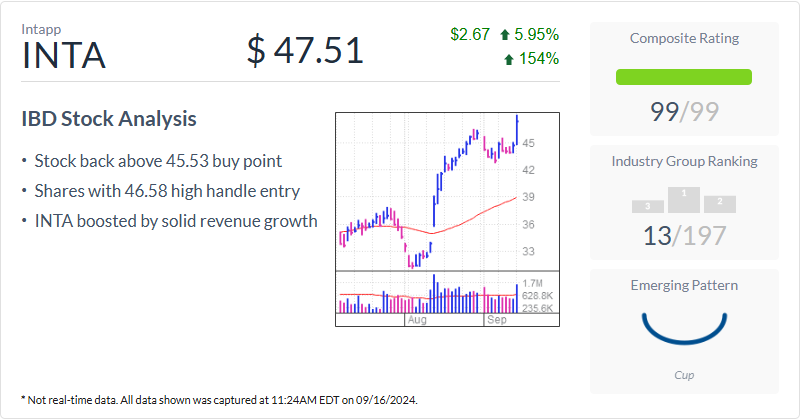 Intapp
INTA
$ 47.51
$2.67 5.95%
154%
IBD Stock Analysis
• Stock back above 45.53 buy point
• Shares with 46.58 high handle entry
• INTA boosted by solid revenue growth
45
42
39
36
33
1.7M
628.8K
235.6K
Aug
Sep
Composite Rating
99/99
Industry Group Ranking
3
1
2
13/197
Emerging Pattern
Cup
* Not real-time data. All data shown was captured at 11:24AM EDT on 09/16/2024.